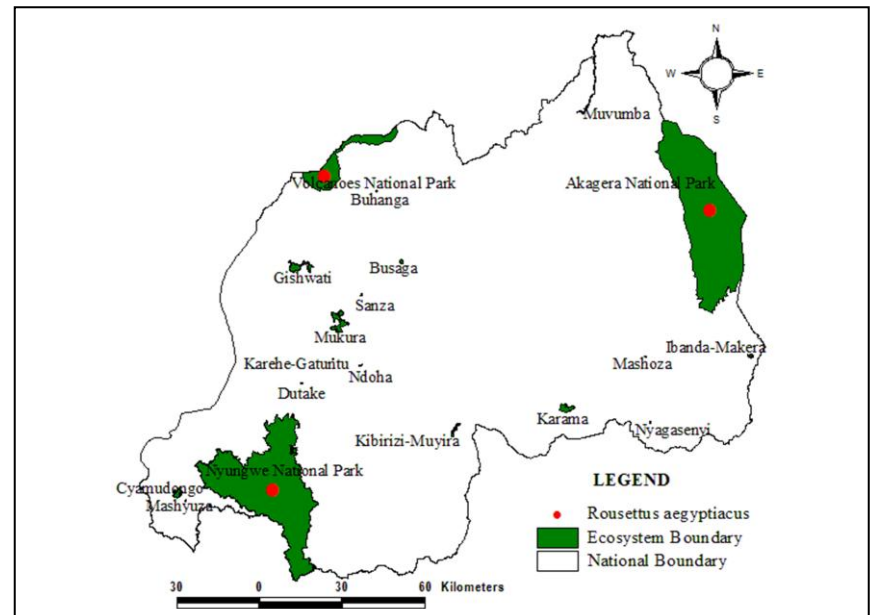 N
W E
S
Muvumba
Volcanoes National Park
Akagera National Park
Buhanga
Gishwati
Busaga
Sanza
Mukura
Ibanda-Makera
Karehe-Gaturitu
Mashoza
Ndoha
Dutake
Karama
Nyagasenyi
Kibirizi-Muyira
Nyungwe National Park
Cyamudongo
Mashyuza
LEGEND
Rousettus aegyptiacus
Ecosystem Boundary
National Boundary
30 0 30 60 Kilometers